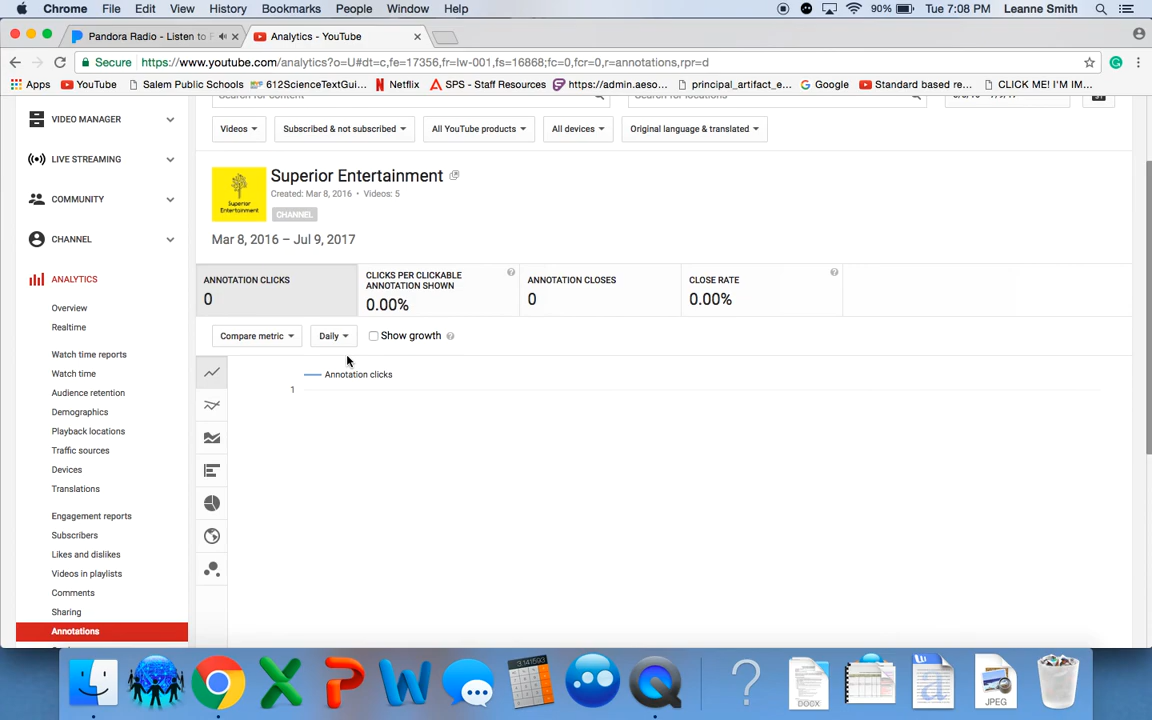 Chrome File Edit View History Bookmarks People Window Help 90% Tue 7:08 PM Leanne Smith
Pandora Radio - Listen to F Analytics - YouTube
Secure https://www.youtube.com/analytics?o=U#dt=c,fe=17356,fr=lw-001,fs=16868;fc=0,fcr=0,r=annotations,rpr=d
Apps YouTube Salem Public Schools 612ScienceTextGui... Netflix SPS - Staff Resources https://admin.aeso... principal_artifact_e... Google Standard based re... CLICK ME! I'M IM...
VIDEO MANAGER
LIVE STREAMING
COMMUNITY
CHANNEL
ANALYTICS
Overview
Realtime
Watch time reports
Watch time
Audience retention
Demographics
Playback locations
Traffic sources
Devices
Translations
Engagement reports
Subscribers
Likes and dislikes
Videos in playlists
Comments
Sharing
Annotations
Videos Subscribed & not subscribed All YouTube products All devices Original language & translated
Superior Entertainment
Superior
Entertainment
Created: Mar 8, 2016 • Videos: 5
CHANNEL
Mar 8, 2016 – Jul 9, 2017
ANNOTATION CLICKS
0
CLICKS PER CLICKABLE
ANNOTATION SHOWN
0.00%
ANNOTATION CLOSES
0
CLOSE RATE
0.00%
Compare metric Daily Show growth
Annotation clicks
1
3.141593
DOCX
JPEG